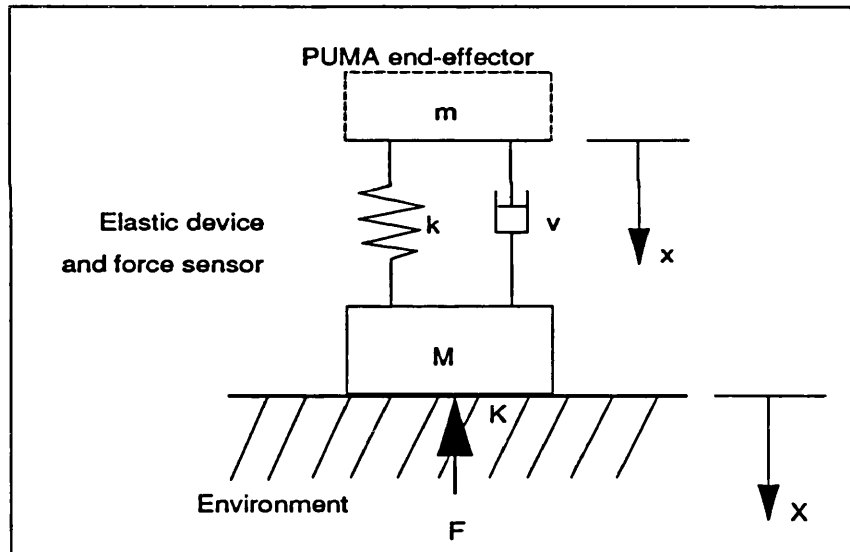 PUMA end-effector
m
Elastic device
and force sensor
k
v
x
M
K
Environment
F
X